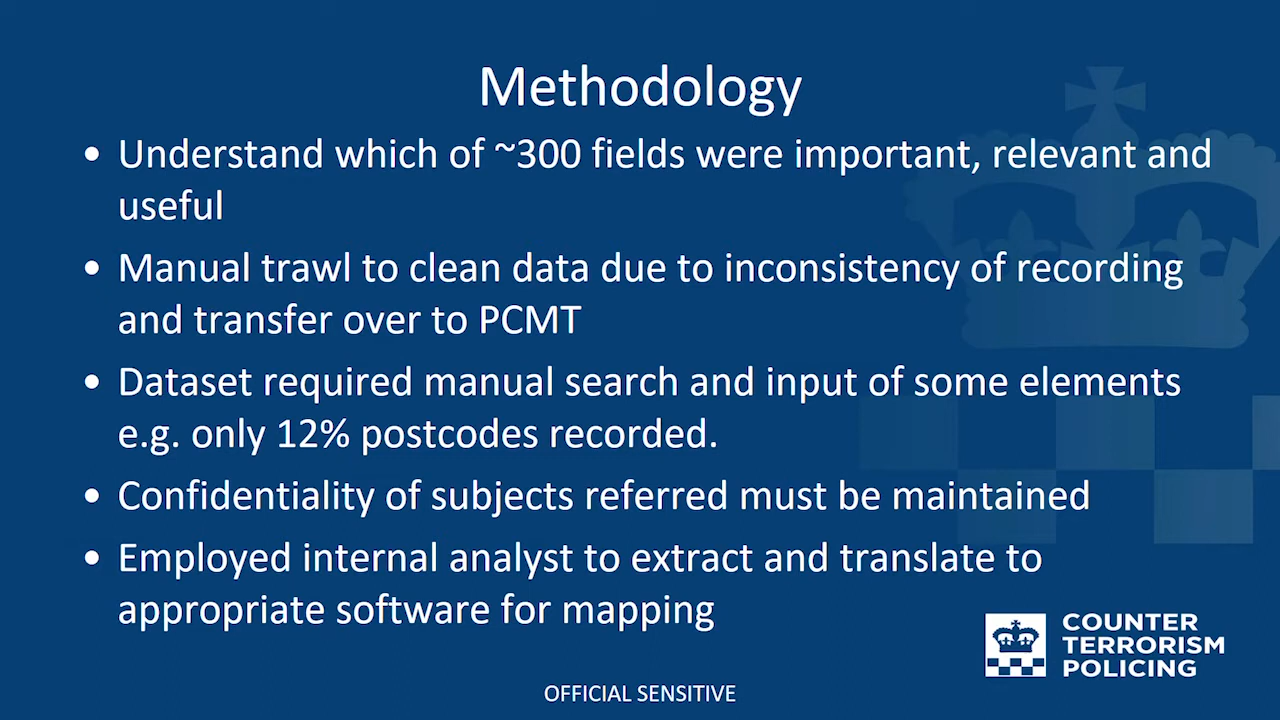 Methodology
• Understand which of ~300 fields were important, relevant and
useful
• Manual trawl to clean data due to inconsistency of recording
and transfer over to PCMT
• Dataset required manual search and input of some elements
e.g. only 12% postcodes recorded.
• Confidentiality of subjects referred must be maintained
• Employed internal analyst to extract and translate to
appropriate software for mapping
COUNTER
TERRORISM
POLICING
OFFICIAL SENSITIVE